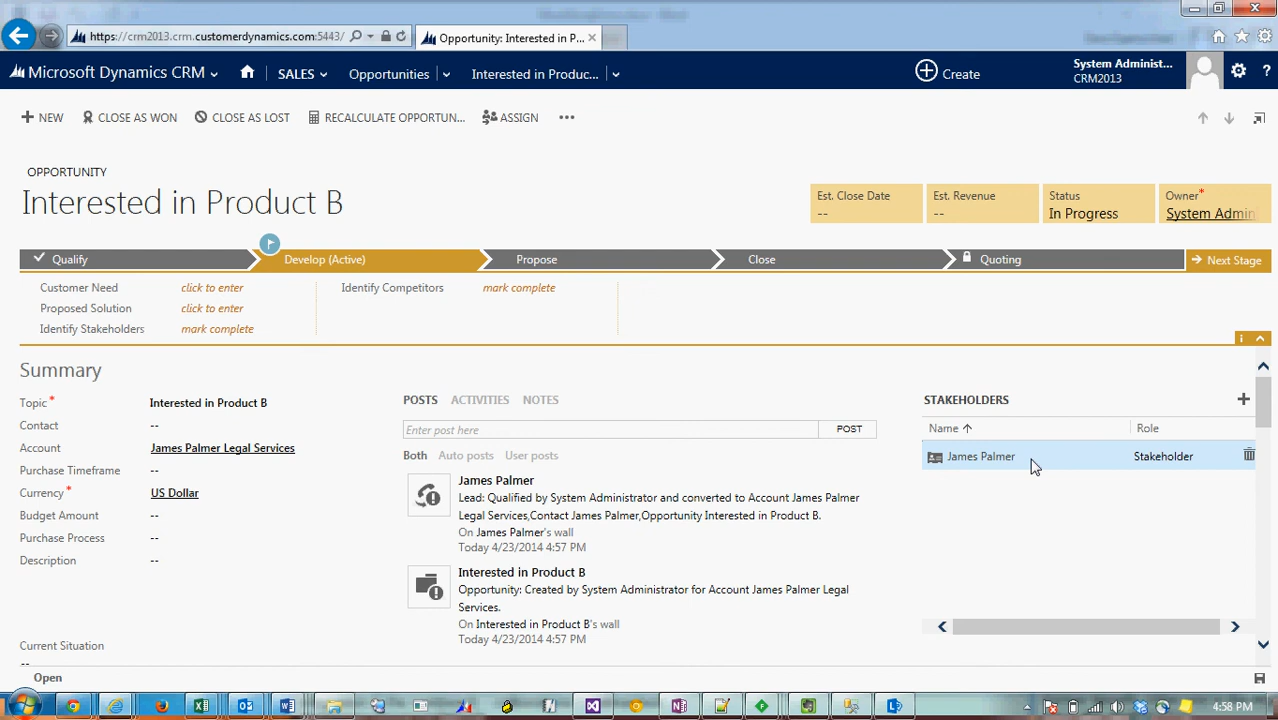 https://crm2013.crm.customerdynamics.com:5443/
Opportunity: Interested in P...
Microsoft Dynamics CRM
SALES
Opportunities
Interested in Produc...
Create
System Administ...
CRM2013
?
NEW
CLOSE AS WON
CLOSE AS LOST
RECALCULATE OPPORTUN...
ASSIGN
•••
OPPORTUNITY
Interested in Product B
Est. Close Date
--
Est. Revenue
--
Status
In Progress
Owner*
System Admin
Qualify
Develop (Active)
Propose
Close
Quoting
Next Stage
Customer Need click to enter
Proposed Solution click to enter
Identify Stakeholders mark complete
Identify Competitors mark complete
Summary
Topic* Interested in Product B
Contact --
Account James Palmer Legal Services
Purchase Timeframe --
Currency* US Dollar
Budget Amount --
Purchase Process --
Description --
Current Situation
--
POSTS ACTIVITIES NOTES
Enter post here POST
Both Auto posts User posts
James Palmer
Lead: Qualified by System Administrator and converted to Account James Palmer
Legal Services,Contact James Palmer,Opportunity Interested in Product B.
On James Palmer's wall
Today 4/23/2014 4:57 PM
Interested in Product B
Opportunity: Created by System Administrator for Account James Palmer Legal
Services.
On Interested in Product B's wall
Today 4/23/2014 4:57 PM
STAKEHOLDERS
Name Role
James Palmer Stakeholder
Open
4:58 PM